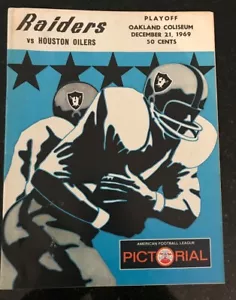 Raiders
vs HOUSTON OILERS
PLAYOFF
OAKLAND COLISEUM
DECEMBER 21, 1969
50 CENTS
AMERICAN FOOTBALL LEAGUE
PICTORIAL